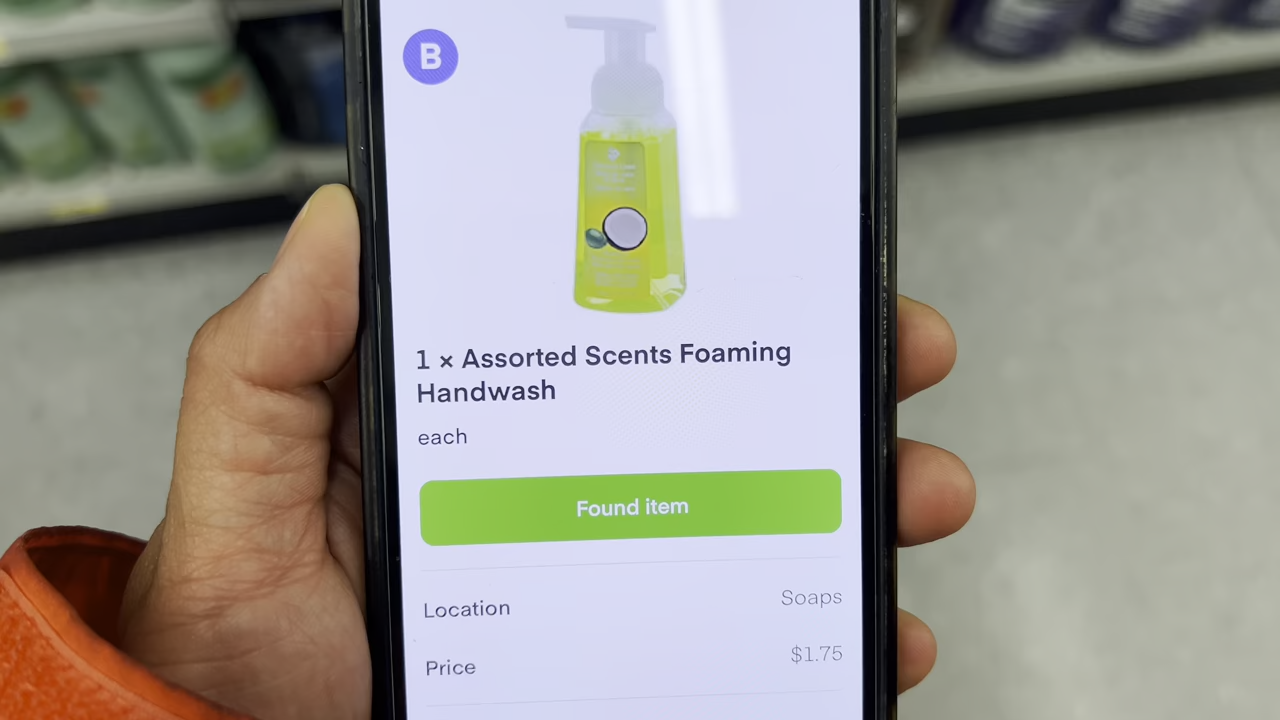 B
1 × Assorted Scents Foaming
Handwash
each
Found item
Location Soaps
Price $1.75